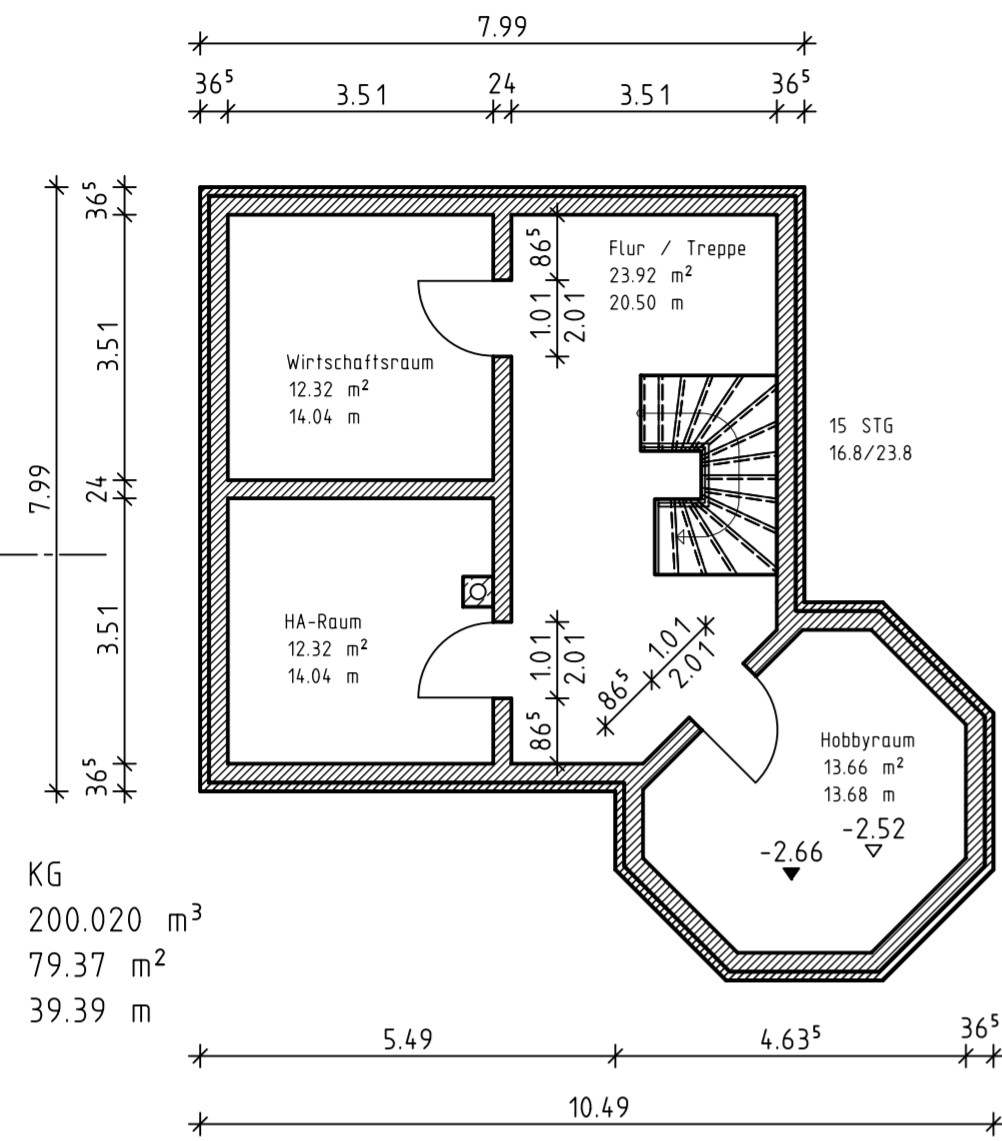 7.99
36⁵ 3.51 24 3.51 36⁵
7.99
36⁵
3.51
24
3.51
36⁵
Flur / Treppe
23.92 m²
20.50 m
86⁵
1.01
2.01
Wirtschaftsraum
12.32 m²
14.04 m
15 STG
16.8/23.8
HA-Raum
12.32 m²
14.04 m
1.01
2.01
86⁵
86⁵
1.01
2.01
Hobbyraum
13.66 m²
13.68 m
-2.52
-2.66
KG
200.020 m³
79.37 m²
39.39 m
5.49 4.63⁵ 36⁵
10.49